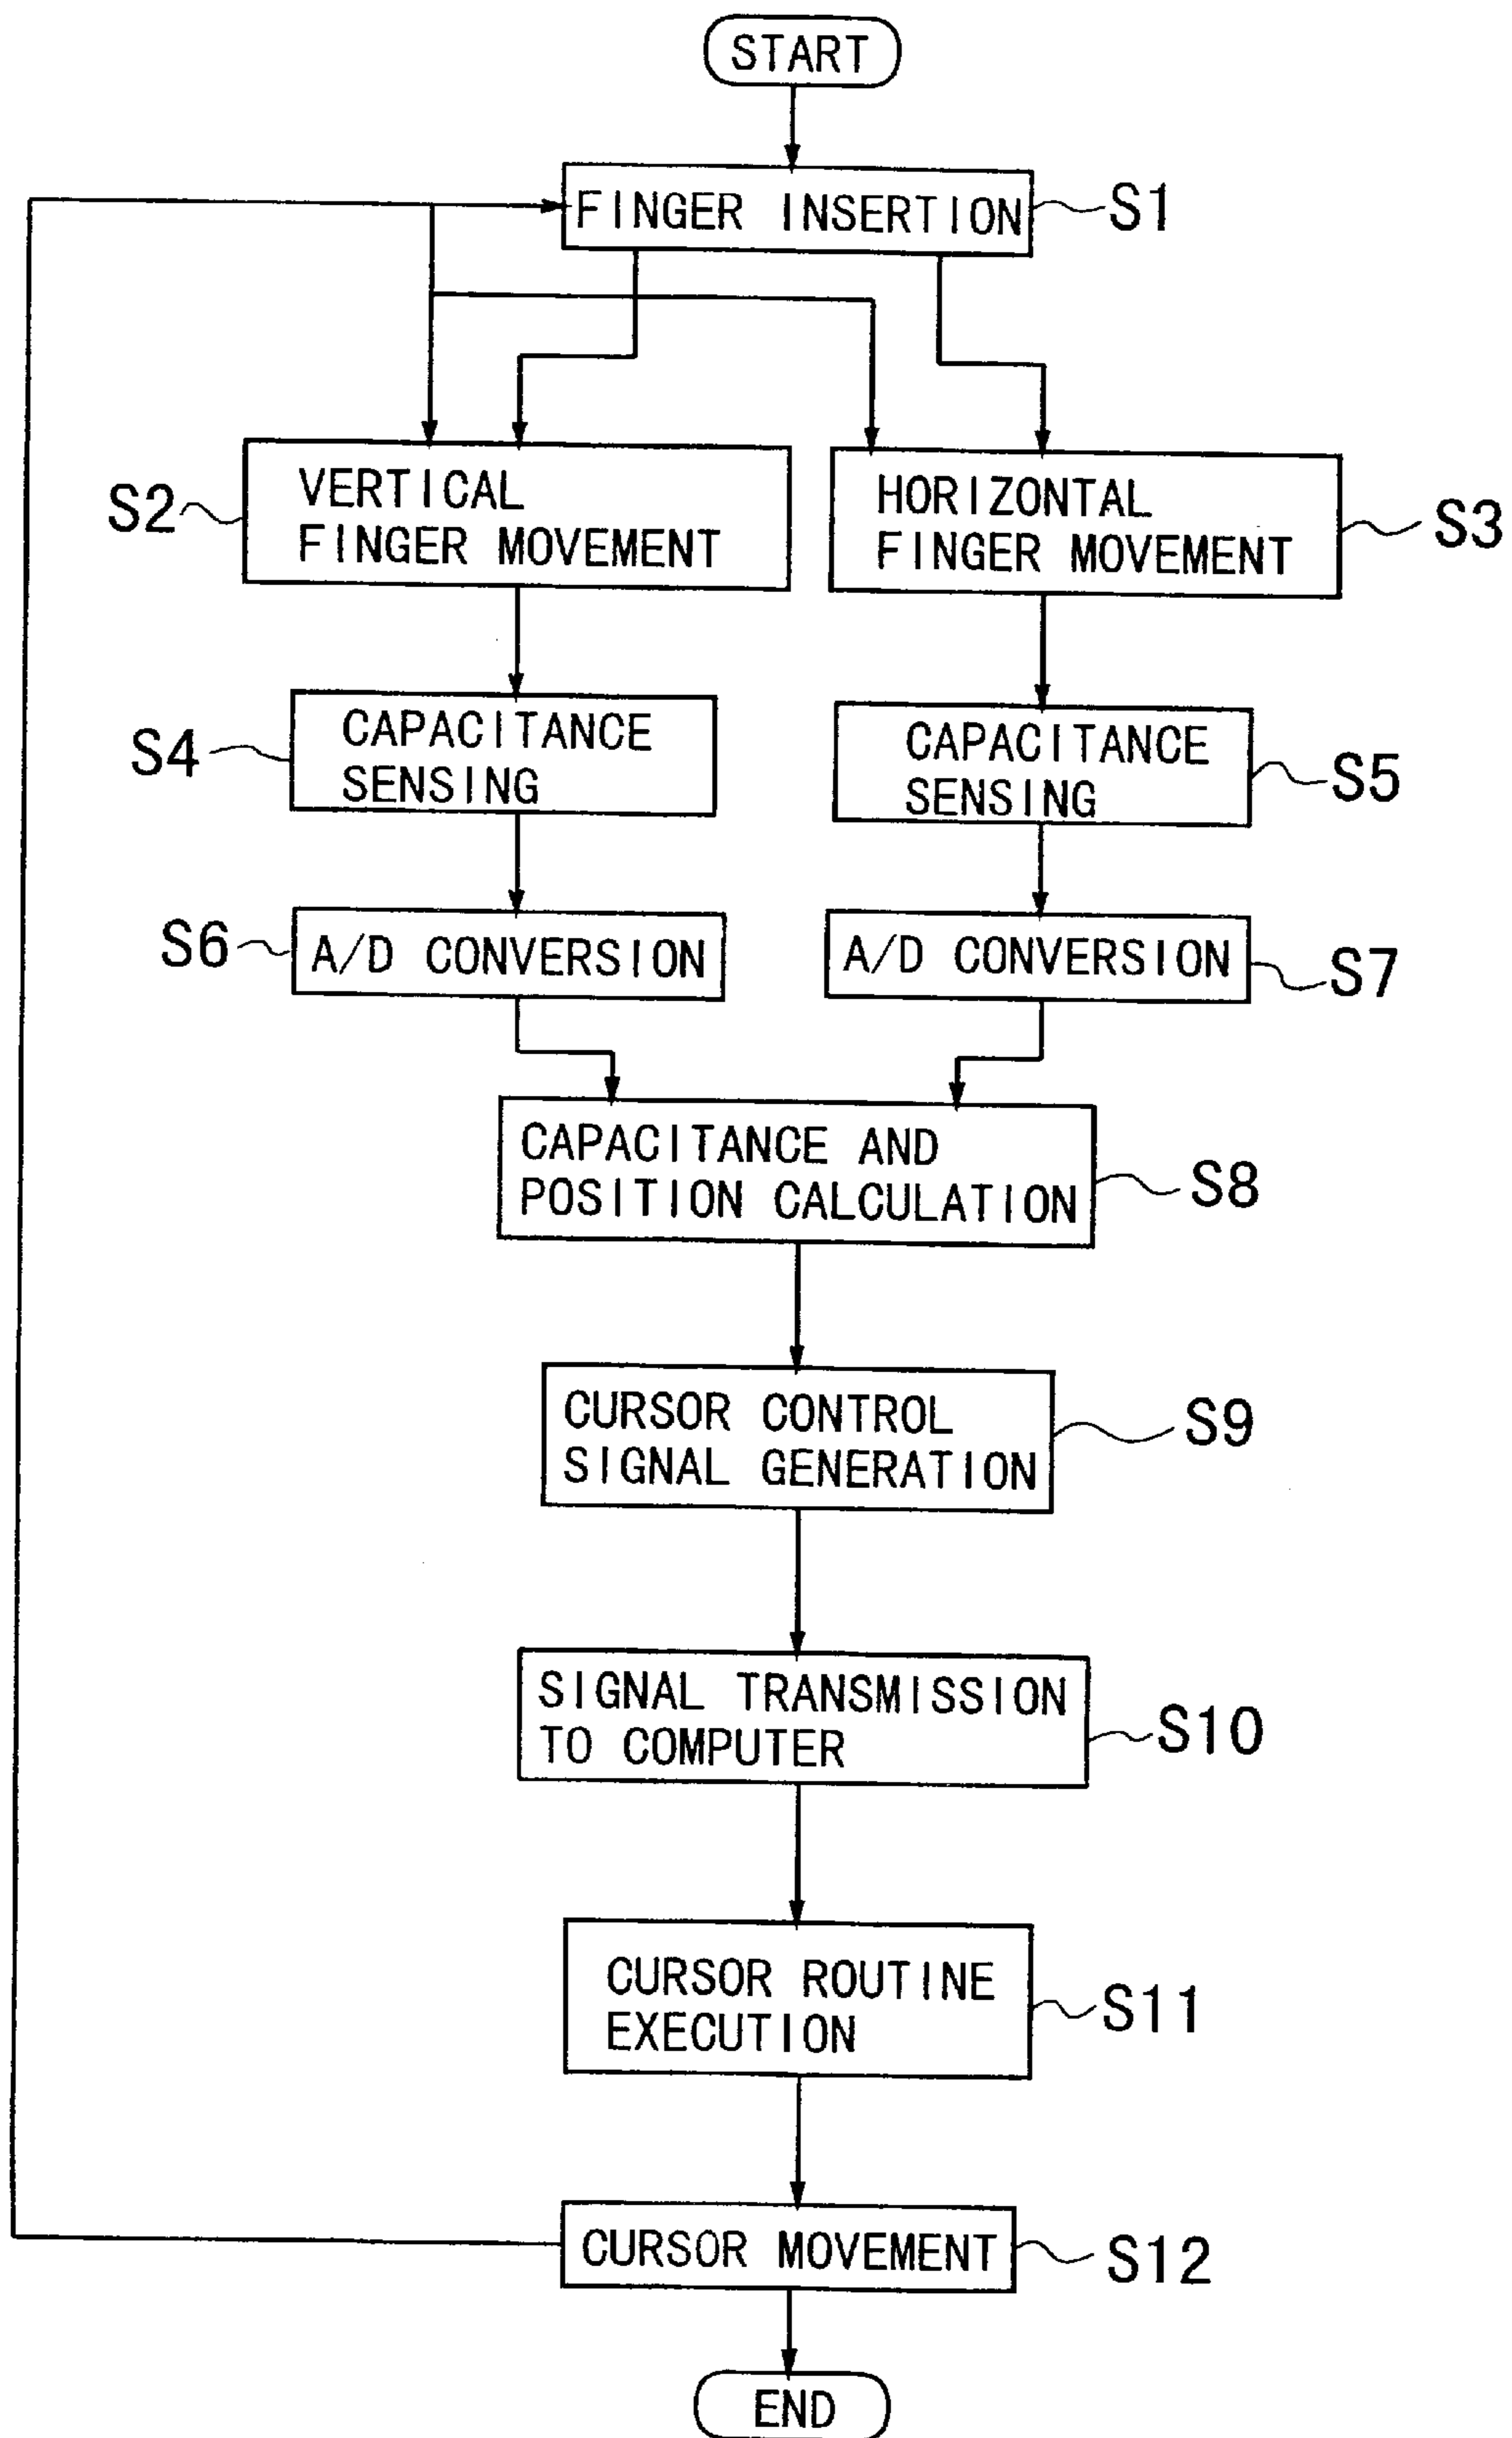 START
FINGER INSERTION
S1
VERTICAL
FINGER MOVEMENT
S2
HORIZONTAL
FINGER MOVEMENT
S3
CAPACITANCE
SENSING
S4
CAPACITANCE
SENSING
S5
A/D CONVERSION
S6
A/D CONVERSION
S7
CAPACITANCE AND
POSITION CALCULATION
S8
CURSOR CONTROL
SIGNAL GENERATION
S9
SIGNAL TRANSMISSION
TO COMPUTER
S10
CURSOR ROUTINE
EXECUTION
S11
CURSOR MOVEMENT
S12
END